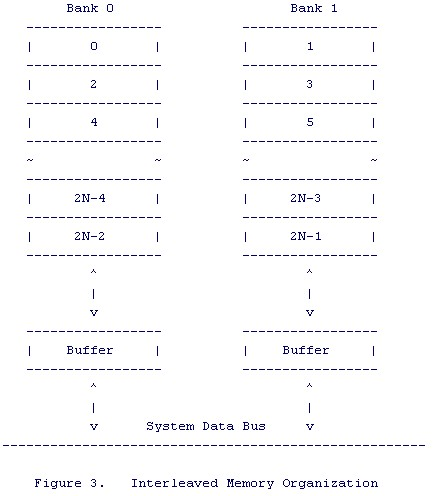 Bank 0 Bank 1
0 1
2 3
4 5
~ ~ ~ ~
2N-4 2N-3
2N-2 2N-1
^ ^
| |
v v
Buffer Buffer
^ ^
| |
v System Data Bus v
Figure 3. Interleaved Memory Organization